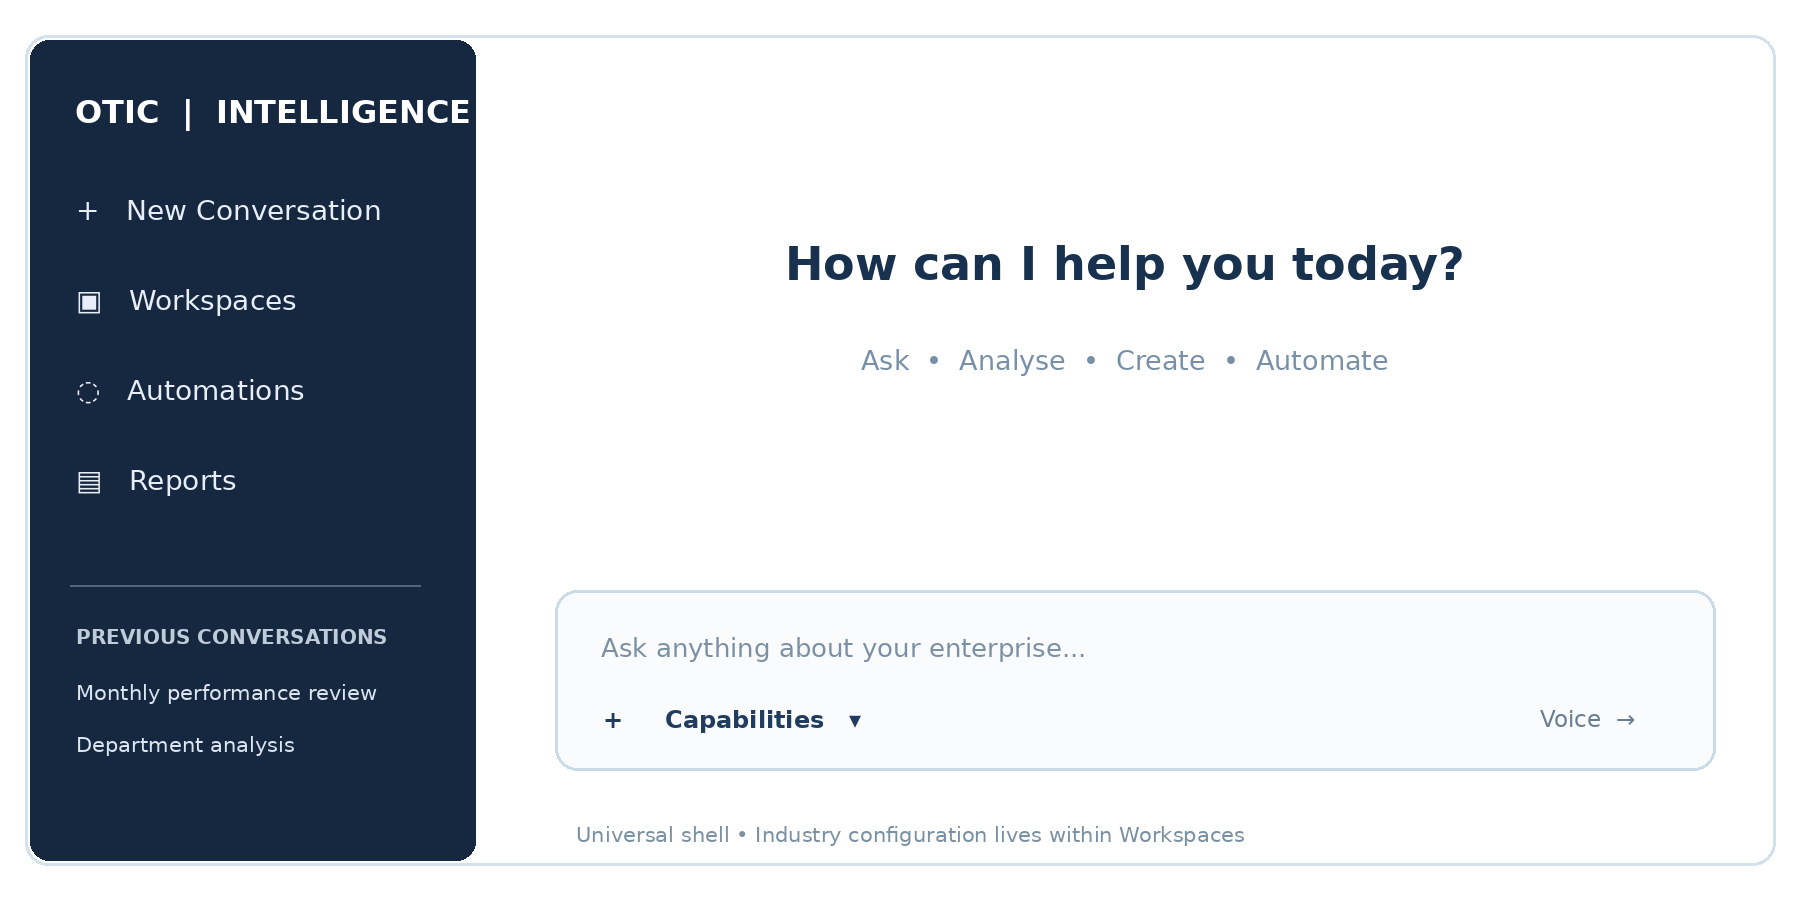 OTIC | INTELLIGENCE
+ New Conversation
▣ Workspaces
◌ Automations
▤ Reports
PREVIOUS CONVERSATIONS
Monthly performance review
Department analysis
How can I help you today?
Ask • Analyse • Create • Automate
Ask anything about your enterprise...
+ Capabilities ▾ Voice →
Universal shell • Industry configuration lives within Workspaces